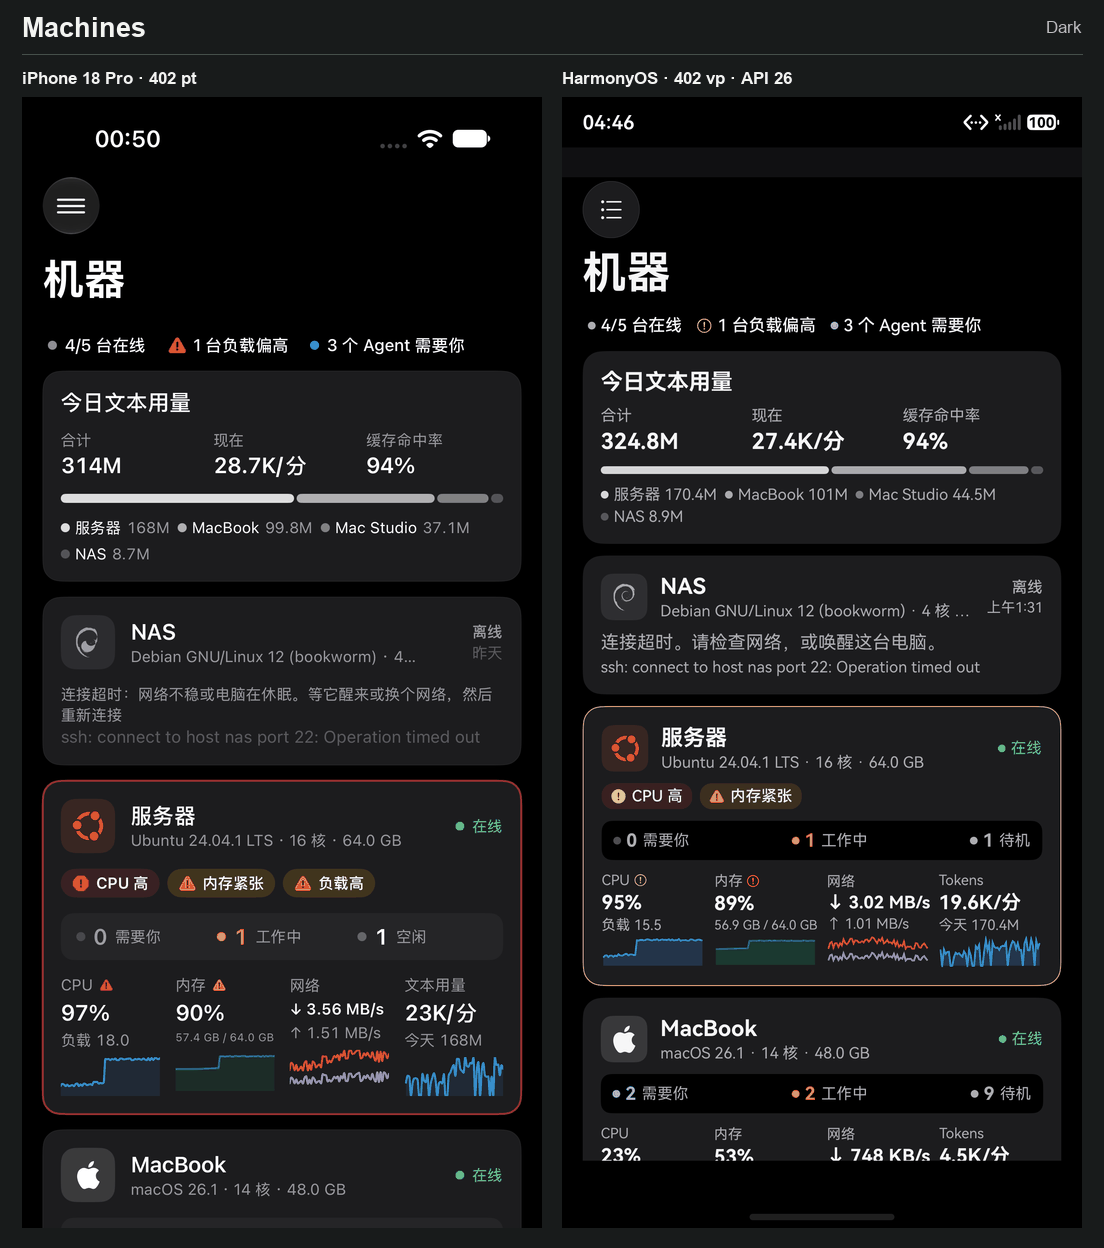 Machines
Dark
iPhone 18 Pro · 402 pt
00:50
机器
4/5 台在线 1 台负载偏高 3 个 Agent 需要你
今日文本用量
合计 现在 缓存命中率
314M 28.7K/分 94%
服务器 168M MacBook 99.8M Mac Studio 37.1M
NAS 8.7M
NAS
离线
Debian GNU/Linux 12 (bookworm) · 4...
昨天
连接超时：网络不稳或电脑在休眠。等它醒来或换个网络，然后
重新连接
ssh: connect to host nas port 22: Operation timed out
服务器
Ubuntu 24.04.1 LTS · 16 核 · 64.0 GB
在线
CPU 高 内存紧张 负载高
0 需要你 1 工作中 1 空闲
CPU 内存 网络 文本用量
97% 90% ↓ 3.56 MB/s 23K/分
负载 18.0 57.4 GB / 64.0 GB ↑ 1.51 MB/s 今天 168M
MacBook
macOS 26.1 · 14 核 · 48.0 GB
在线
HarmonyOS · 402 vp · API 26
04:46
100
机器
4/5 台在线 1 台负载偏高 3 个 Agent 需要你
今日文本用量
合计 现在 缓存命中率
324.8M 27.4K/分 94%
服务器 170.4M MacBook 101M Mac Studio 44.5M
NAS 8.9M
NAS
离线
Debian GNU/Linux 12 (bookworm) · 4 核 ...
上午1:31
连接超时。请检查网络，或唤醒这台电脑。
ssh: connect to host nas port 22: Operation timed out
服务器
Ubuntu 24.04.1 LTS · 16 核 · 64.0 GB
在线
CPU 高 内存紧张
0 需要你 1 工作中 1 待机
CPU 内存 网络 Tokens
95% 89% ↓ 3.02 MB/s 19.6K/分
负载 15.5 56.9 GB / 64.0 GB ↑ 1.01 MB/s 今天 170.4M
MacBook
macOS 26.1 · 14 核 · 48.0 GB
在线
2 需要你 2 工作中 9 待机
CPU 内存 网络 Tokens
23% 53% ↓ 748 KB/s 4.5K/分